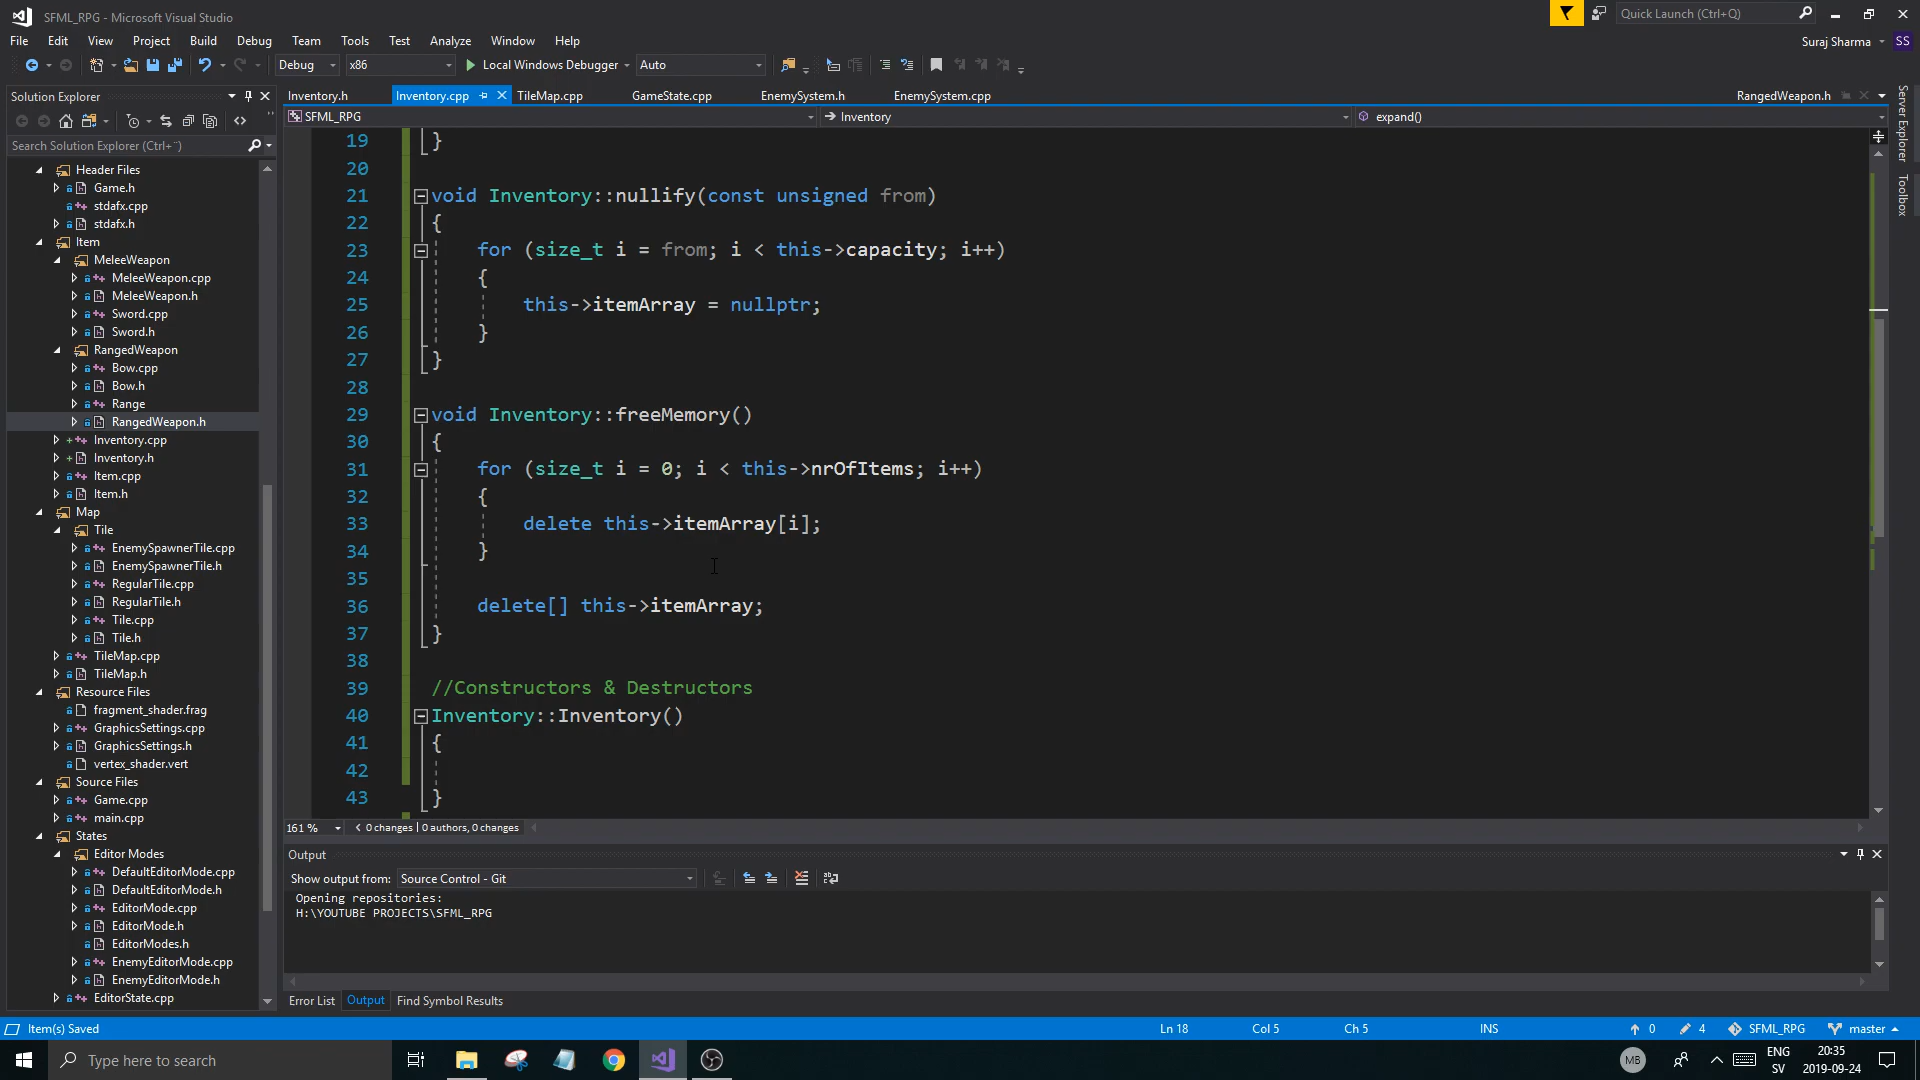 SFML_RPG - Microsoft Visual Studio
Quick Launch (Ctrl+Q)
File Edit View Project Build Debug Team Tools Test Analyze Window Help
Suraj Sharma SS
Debug x86 Local Windows Debugger Auto
Solution Explorer
Search Solution Explorer (Ctrl+¨)
Header Files
Game.h
stdafx.cpp
stdafx.h
Item
MeleeWeapon
MeleeWeapon.cpp
MeleeWeapon.h
Sword.cpp
Sword.h
RangedWeapon
Bow.cpp
Bow.h
Range
RangedWeapon.h
Inventory.cpp
Inventory.h
Item.cpp
Item.h
Map
Tile
EnemySpawnerTile.cpp
EnemySpawnerTile.h
RegularTile.cpp
RegularTile.h
Tile.cpp
Tile.h
TileMap.cpp
TileMap.h
Resource Files
fragment_shader.frag
GraphicsSettings.cpp
GraphicsSettings.h
vertex_shader.vert
Source Files
Game.cpp
main.cpp
States
Editor Modes
DefaultEditorMode.cpp
DefaultEditorMode.h
EditorMode.cpp
EditorMode.h
EditorModes.h
EnemyEditorMode.cpp
EnemyEditorMode.h
EditorState.cpp
Inventory.h Inventory.cpp TileMap.cpp GameState.cpp EnemySystem.h EnemySystem.cpp RangedWeapon.h
SFML_RPG Inventory expand()
19 }
20
21 void Inventory::nullify(const unsigned from)
22 {
23 for (size_t i = from; i < this->capacity; i++)
24 {
25 this->itemArray = nullptr;
26 }
27 }
28
29 void Inventory::freeMemory()
30 {
31 for (size_t i = 0; i < this->nrOfItems; i++)
32 {
33 delete this->itemArray[i];
34 }
35
36 delete[] this->itemArray;
37 }
38
39 //Constructors & Destructors
40 Inventory::Inventory()
41 {
42
43 }
161 % 0 changes | 0 authors, 0 changes
Output
Show output from: Source Control - Git
Opening repositories:
H:\YOUTUBE PROJECTS\SFML_RPG
Error List Output Find Symbol Results
Server Explorer
Toolbox
Item(s) Saved Ln 18 Col 5 Ch 5 INS 0 4 SFML_RPG master
Type here to search
MB
ENG
SV
20:35
2019-09-24